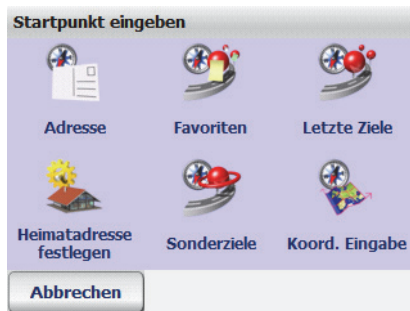 Startpunkt eingeben
Adresse
Favoriten
Letzte Ziele
Heimatadresse
festlegen
Sonderziele
Koord. Eingabe
Abbrechen